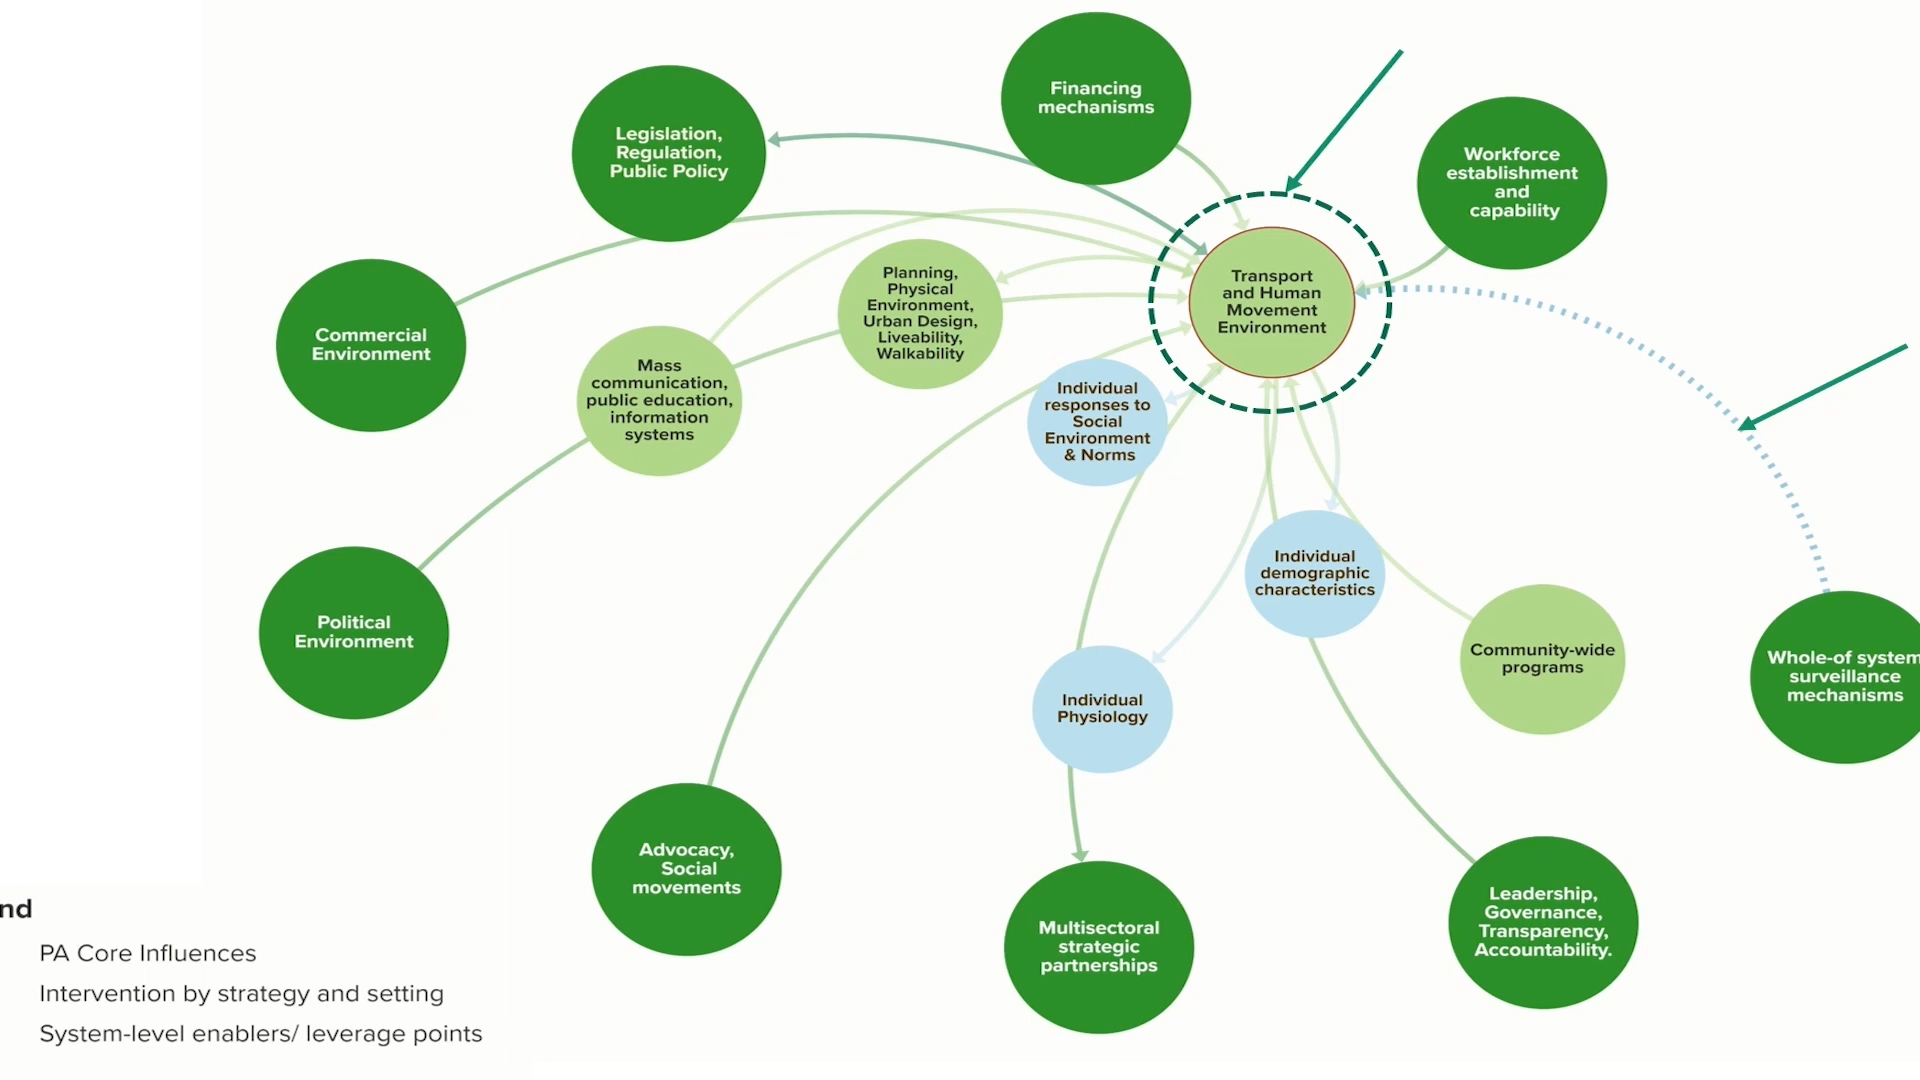 Financing
mechanisms
Legislation,
Regulation,
Public Policy
Workforce
establishment
and
capability
Commercial
Environment
Planning,
Physical
Environment,
Urban Design,
Liveability,
Walkability
Transport
and Human
Movement
Environment
Mass
communication,
public education,
information
systems
Individual
responses to
Social
Environment
& Norms
Individual
demographic
characteristics
Political
Environment
Community-wide
programs
Whole-of system
surveillance
mechanisms
Individual
Physiology
Advocacy,
Social
movements
Multisectoral
strategic
partnerships
Leadership,
Governance,
Transparency,
Accountability.
nd
PA Core Influences
Intervention by strategy and setting
System-level enablers/ leverage points